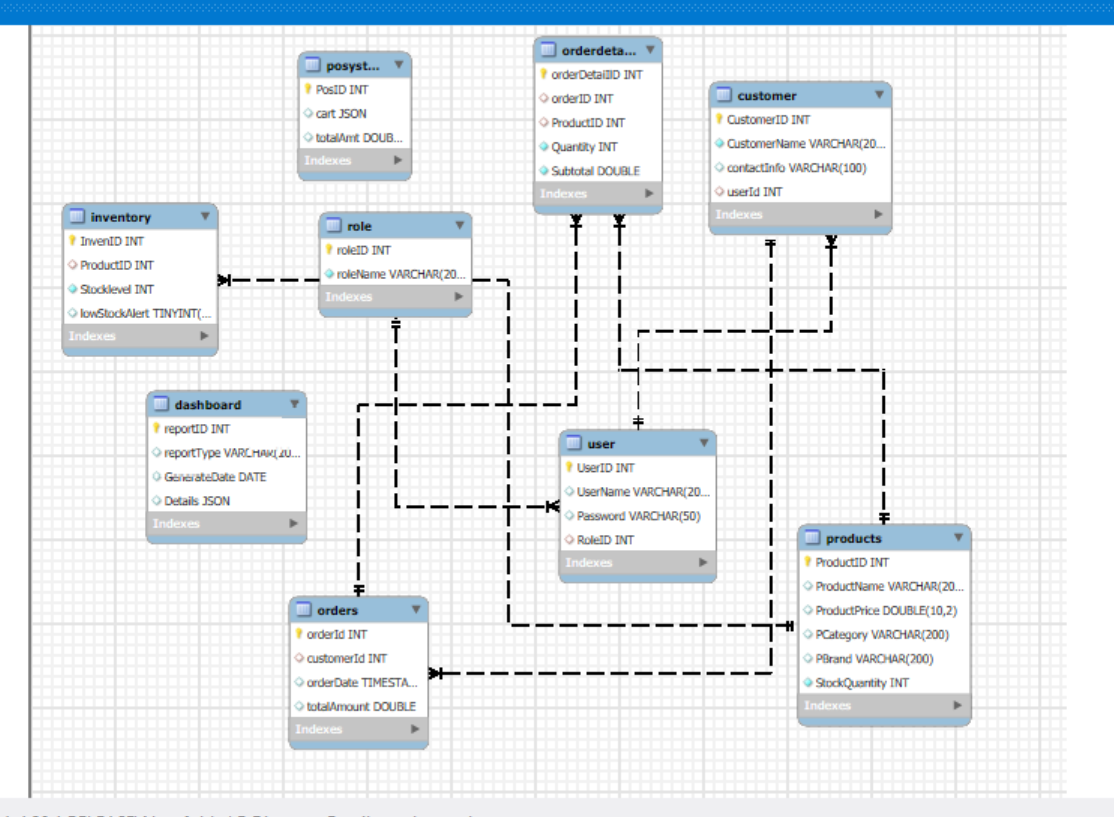 posyst...
PosID INT
cart JSON
totalAmt DOUB...
Indexes
orderdeta...
orderDetailID INT
orderID INT
ProductID INT
Quantity INT
Subtotal DOUBLE
Indexes
customer
CustomerID INT
CustomerName VARCHAR(20...
contactInfo VARCHAR(100)
userId INT
Indexes
inventory
InvenID INT
ProductID INT
Stocklevel INT
lowStockAlert TINYINT(...
Indexes
role
roleID INT
roleName VARCHAR(20...
Indexes
dashboard
reportID INT
reportType VARCHAR(20...
GenerateDate DATE
Details JSON
Indexes
user
UserID INT
UserName VARCHAR(20...
Password VARCHAR(50)
RoleID INT
Indexes
products
ProductID INT
ProductName VARCHAR(20...
ProductPrice DOUBLE(10,2)
PCategory VARCHAR(200)
PBrand VARCHAR(200)
StockQuantity INT
Indexes
orders
orderId INT
customerId INT
orderDate TIMESTA...
totalAmount DOUBLE
Indexes